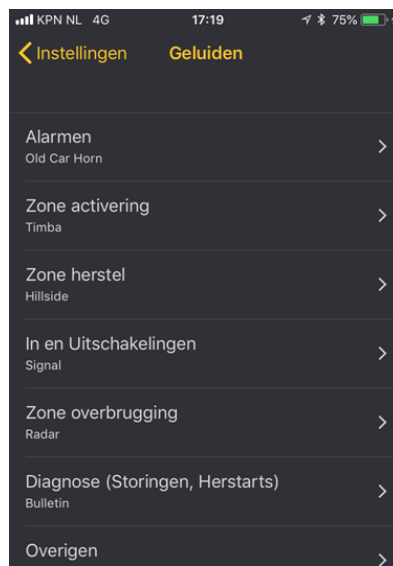 KPN NL 4G 17:19 75%
Instellingen Geluiden
Alarmen
Old Car Horn
Zone activering
Timba
Zone herstel
Hillside
In en Uitschakelingen
Signal
Zone overbrugging
Radar
Diagnose (Storingen, Herstarts)
Bulletin
Overigen